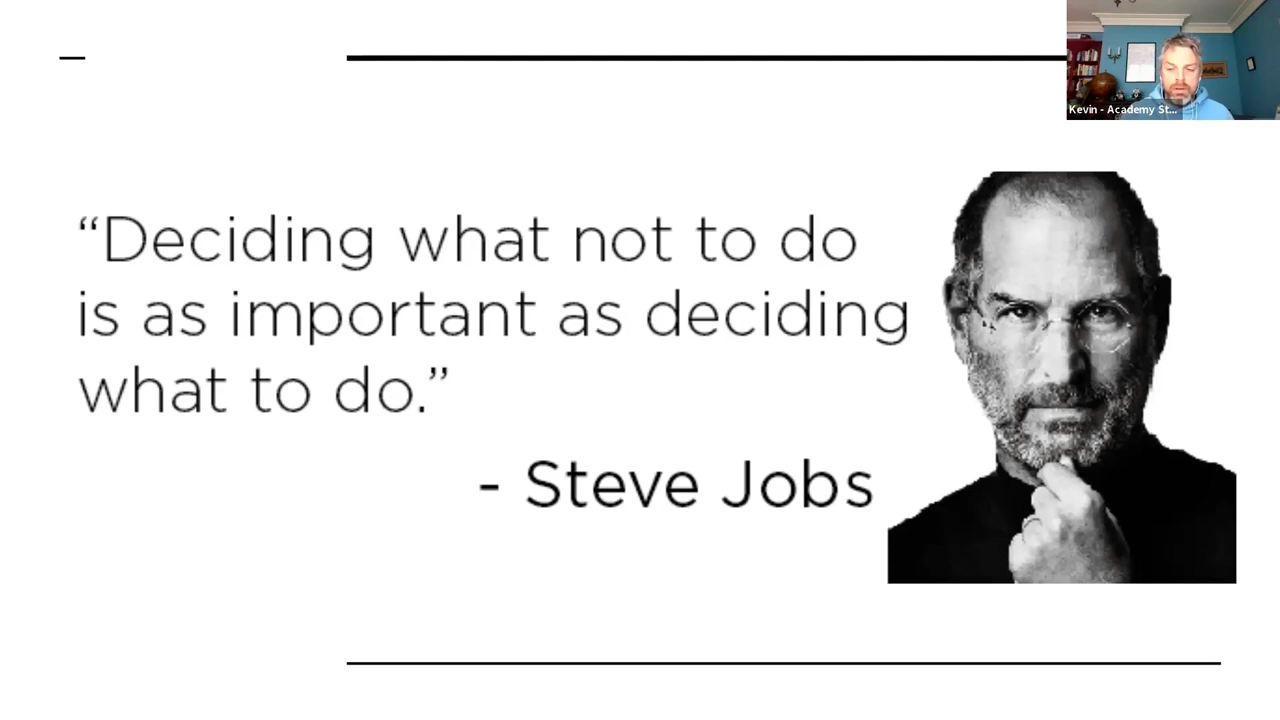 Kevin - Academy St...
“Deciding what not to do
is as important as deciding
what to do.”
- Steve Jobs